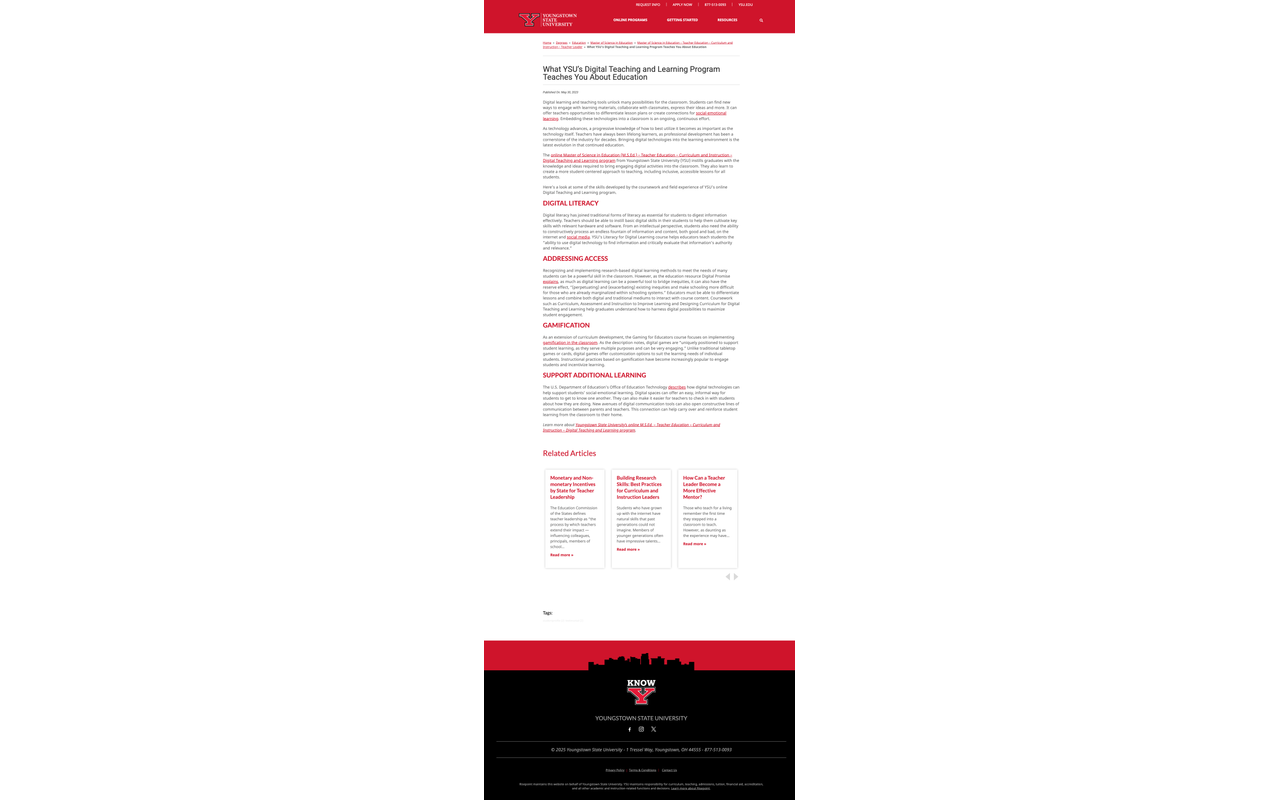 REQUEST INFO | APPLY NOW | 877-513-0093 | YSU.EDU
YOUNGSTOWN
STATE
UNIVERSITY
ONLINE PROGRAMS GETTING STARTED RESOURCES
Home » Degrees » Education » Master of Science in Education » Master of Science in Education – Teacher Education - Curriculum and
Instruction – Teacher Leader » What YSU's Digital Teaching and Learning Program Teaches You About Education
What YSU's Digital Teaching and Learning Program
Teaches You About Education
Published On: May 30, 2023
Digital learning and teaching tools unlock many possibilities for the classroom. Students can find new
ways to engage with learning materials, collaborate with classmates, express their ideas and more. It can
offer teachers opportunities to differentiate lesson plans or create connections for social emotional
learning. Embedding these technologies into a classroom is an ongoing, continuous effort.
As technology advances, a progressive knowledge of how to best utilize it becomes as important as the
technology itself. Teachers have always been lifelong learners, as professional development has been a
cornerstone of the industry for decades. Bringing digital technologies into the learning environment is the
latest evolution in that continued education.
The online Master of Science in Education (M.S.Ed.) – Teacher Education – Curriculum and Instruction –
Digital Teaching and Learning program from Youngstown State University (YSU) instills graduates with the
knowledge and ideas required to bring engaging digital activities into the classroom. They also learn to
create a more student-centered approach to teaching, including inclusive, accessible lessons for all
students.
Here's a look at some of the skills developed by the coursework and field experience of YSU's online
Digital Teaching and Learning program.
DIGITAL LITERACY
Digital literacy has joined traditional forms of literacy as essential for students to digest information
effectively. Teachers should be able to instill basic digital skills in their students to help them cultivate key
skills with relevant hardware and software. From an intellectual perspective, students also need the ability
to constructively process an endless fountain of information and content, both good and bad, on the
internet and social media. YSU's Literacy for Digital Learning course helps educators teach students the
"ability to use digital technology to find information and critically evaluate that information's authority
and relevance."
ADDRESSING ACCESS
Recognizing and implementing research-based digital learning methods to meet the needs of many
students can be a powerful skill in the classroom. However, as the education resource Digital Promise
explains, as much as digital learning can be a powerful tool to bridge inequities, it can also have the
reserve effect, "[perpetuating] and [exacerbating] existing inequities and make schooling more difficult
for those who are already marginalized within schooling systems." Educators must be able to differentiate
lessons and combine both digital and traditional mediums to interact with course content. Coursework
such as Curriculum, Assessment and Instruction to Improve Learning and Designing Curriculum for Digital
Teaching and Learning help graduates understand how to harness digital possibilities to maximize
student engagement.
GAMIFICATION
As an extension of curriculum development, the Gaming for Educators course focuses on implementing
gamification in the classroom. As the description notes, digital games are "uniquely positioned to support
student learning, as they serve multiple purposes and can be very engaging." Unlike traditional tabletop
games or cards, digital games offer customization options to suit the learning needs of individual
students. Instructional practices based on gamification have become increasingly popular to engage
students and incentivize learning.
SUPPORT ADDITIONAL LEARNING
The U.S. Department of Education's Office of Education Technology describes how digital technologies can
help support students' social emotional learning. Digital spaces can offer an easy, informal way for
students to get to know one another. They can also make it easier for teachers to check in with students
about how they are doing. New avenues of digital communication tools can also open constructive lines of
communication between parents and teachers. This connection can help carry over and reinforce student
learning from the classroom to their home.
Learn more about Youngstown State University's online M.S.Ed. – Teacher Education – Curriculum and
Instruction – Digital Teaching and Learning program.
Related Articles
Monetary and Non-
monetary Incentives
by State for Teacher
Leadership
The Education Commission
of the States defines
teacher leadership as "the
process by which teachers
extend their impact —
influencing colleagues,
principals, members of
school...
Read more »
Building Research
Skills: Best Practices
for Curriculum and
Instruction Leaders
Students who have grown
up with the internet have
natural skills that past
generations could not
imagine. Members of
younger generations often
have impressive talents...
Read more »
How Can a Teacher
Leader Become a
More Effective
Mentor?
Those who teach for a living
remember the first time
they stepped into a
classroom to teach.
However, as daunting as
the experience may have...
Read more »
Tags:
KNOW
Y
YOUNGSTOWN STATE UNIVERSITY
© 2025 Youngstown State University · 1 Tressel Way, Youngstown, OH 44555 · 877-513-0093
Privacy Policy | Terms & Conditions | Contact Us
Risepoint maintains this website on behalf of Youngstown State University. YSU maintains responsibility for curriculum, teaching, admissions, tuition, financial aid, accreditation,
and all other academic and instruction related functions and decisions. Learn more about Risepoint.